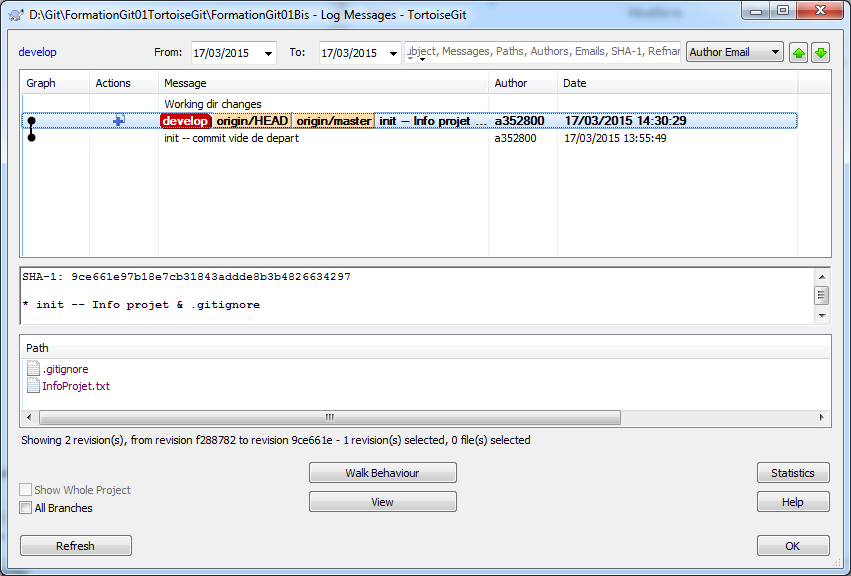 D:\Git\FormationGit01TortoiseGit\FormationGit01Bis - Log Messages - TortoiseGit
develop From: 17/03/2015 To: 17/03/2015 ubject, Messages, Paths, Authors, Emails, SHA-1, Refnar Author Email
Graph Actions Message Author Date
Working dir changes
develop origin/HEAD origin/master init -- Info projet ... a352800 17/03/2015 14:30:29
init -- commit vide de depart a352800 17/03/2015 13:55:49
SHA-1: 9ce661e97b18e7cb31843addde8b3b4826634297
* init -- Info projet & .gitignore
Path
.gitignore
InfoProjet.txt
Showing 2 revision(s), from revision f288782 to revision 9ce661e - 1 revision(s) selected, 0 file(s) selected
Walk Behaviour Statistics
Show Whole Project
View Help
All Branches
Refresh OK